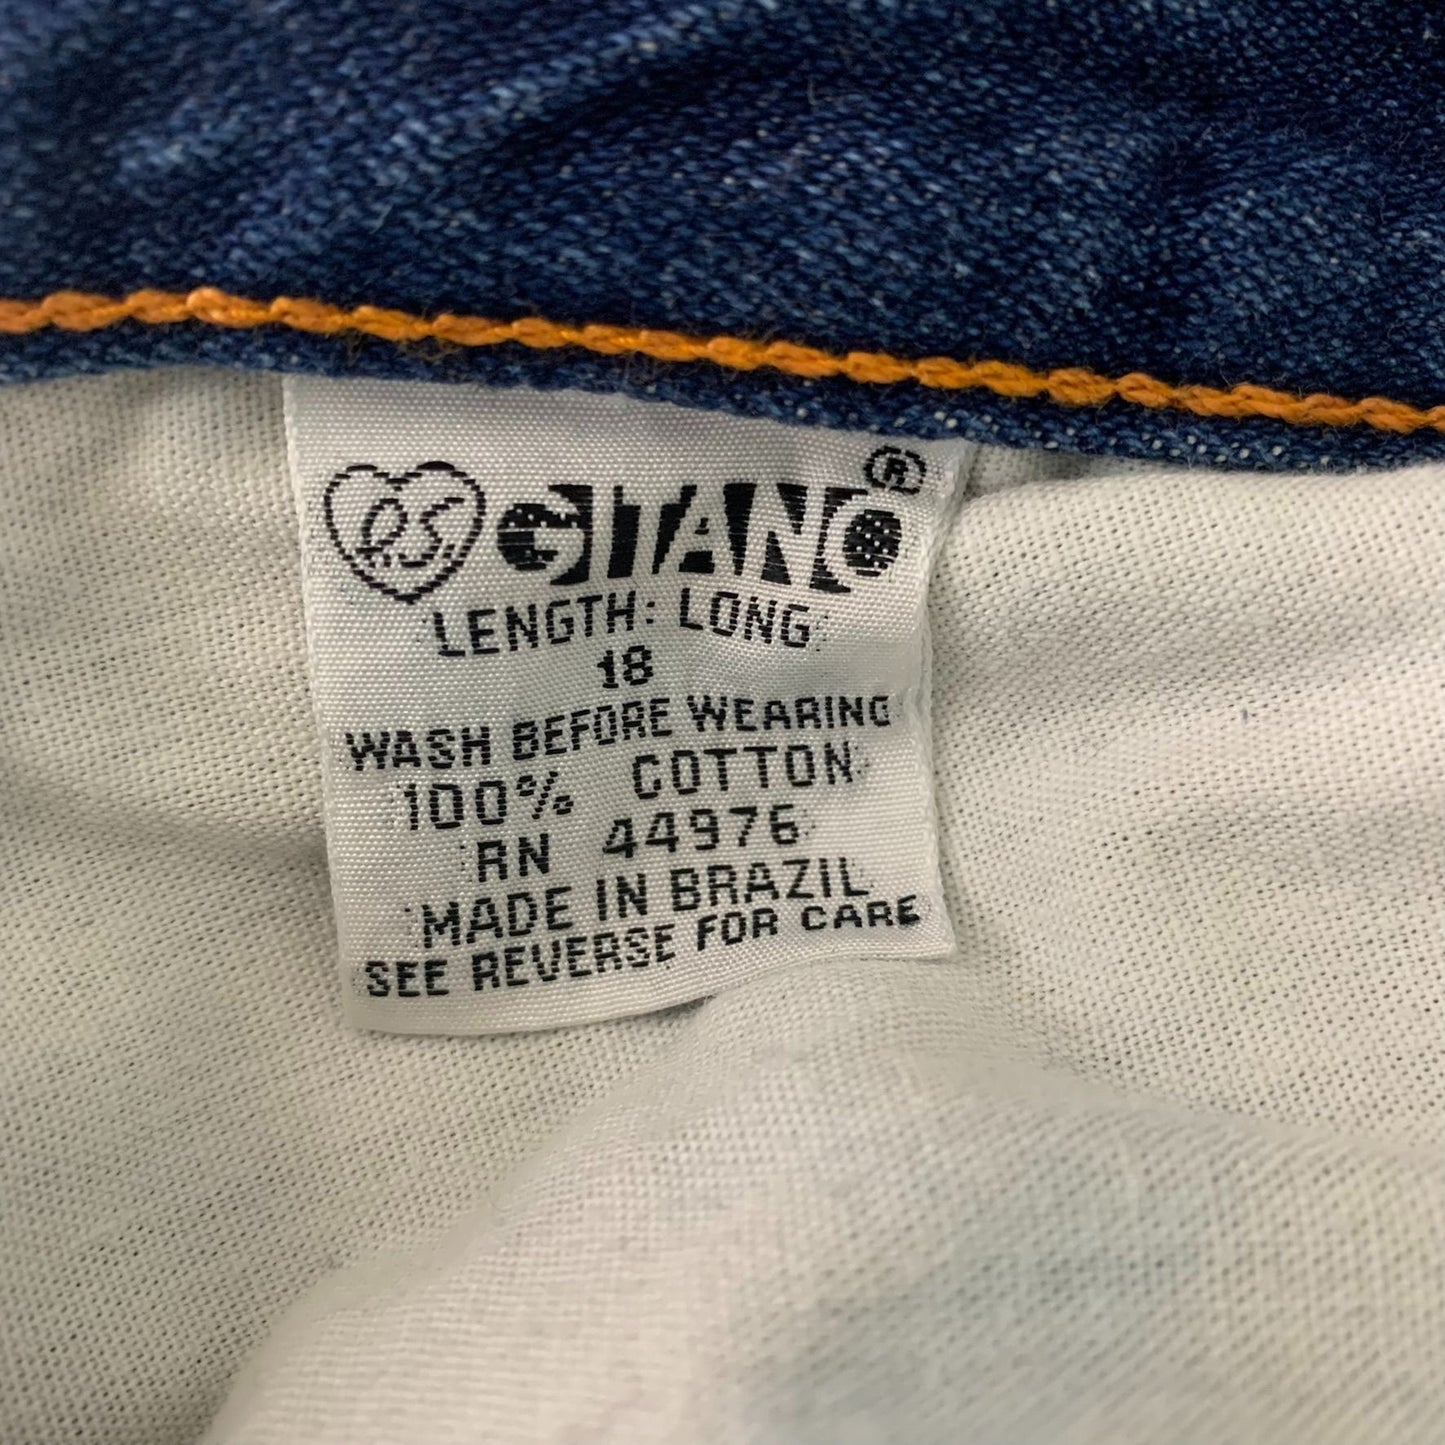 P.S. GITANO ®
LENGTH: LONG
18
WASH BEFORE WEARING
100% COTTON
RN 44976
MADE IN BRAZIL
SEE REVERSE FOR CARE